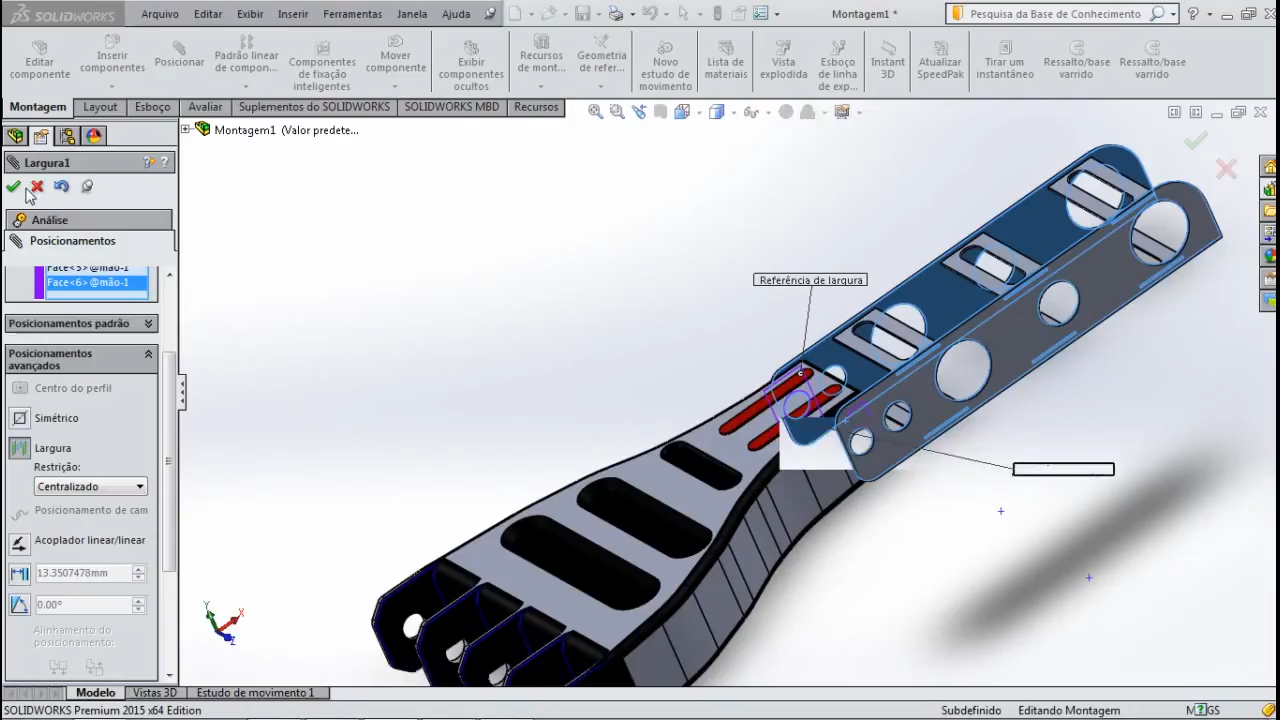 SOLIDWORKS Arquivo Editar Exibir Inserir Ferramentas Janela Ajuda Montagem1 * Pesquisa da Base de Conhecimento
Editar componente
Inserir componentes
Posicionar
Padrão linear de compon...
Componentes de fixação inteligentes
Mover componente
Exibir componentes ocultos
Recursos de mont...
Geometria de refer...
Novo estudo de movimento
Lista de materiais
Vista explodida
Esboço de linha de exp...
Instant 3D
Atualizar SpeedPak
Tirar um instantâneo
Ressalto/base varrido
Ressalto/base varrido
Montagem Layout Esboço Avaliar Suplementos do SOLIDWORKS SOLIDWORKS MBD Recursos
Montagem1 (Valor predete...
Largura1
Análise
Posicionamentos
Face<5>@mão-1
Face<6>@mão-1
Referência de largura
Posicionamentos padrão
Posicionamentos avançados
Centro do perfil
Simétrico
Largura
Restrição:
Centralizado
Posicionamento de cam
Acoplador linear/linear
13.3507478mm
0.00°
Alinhamento do posicionamento:
Y
X
Z
Modelo Vistas 3D Estudo de movimento 1
SOLIDWORKS Premium 2015 x64 Edition Subdefinido Editando Montagem